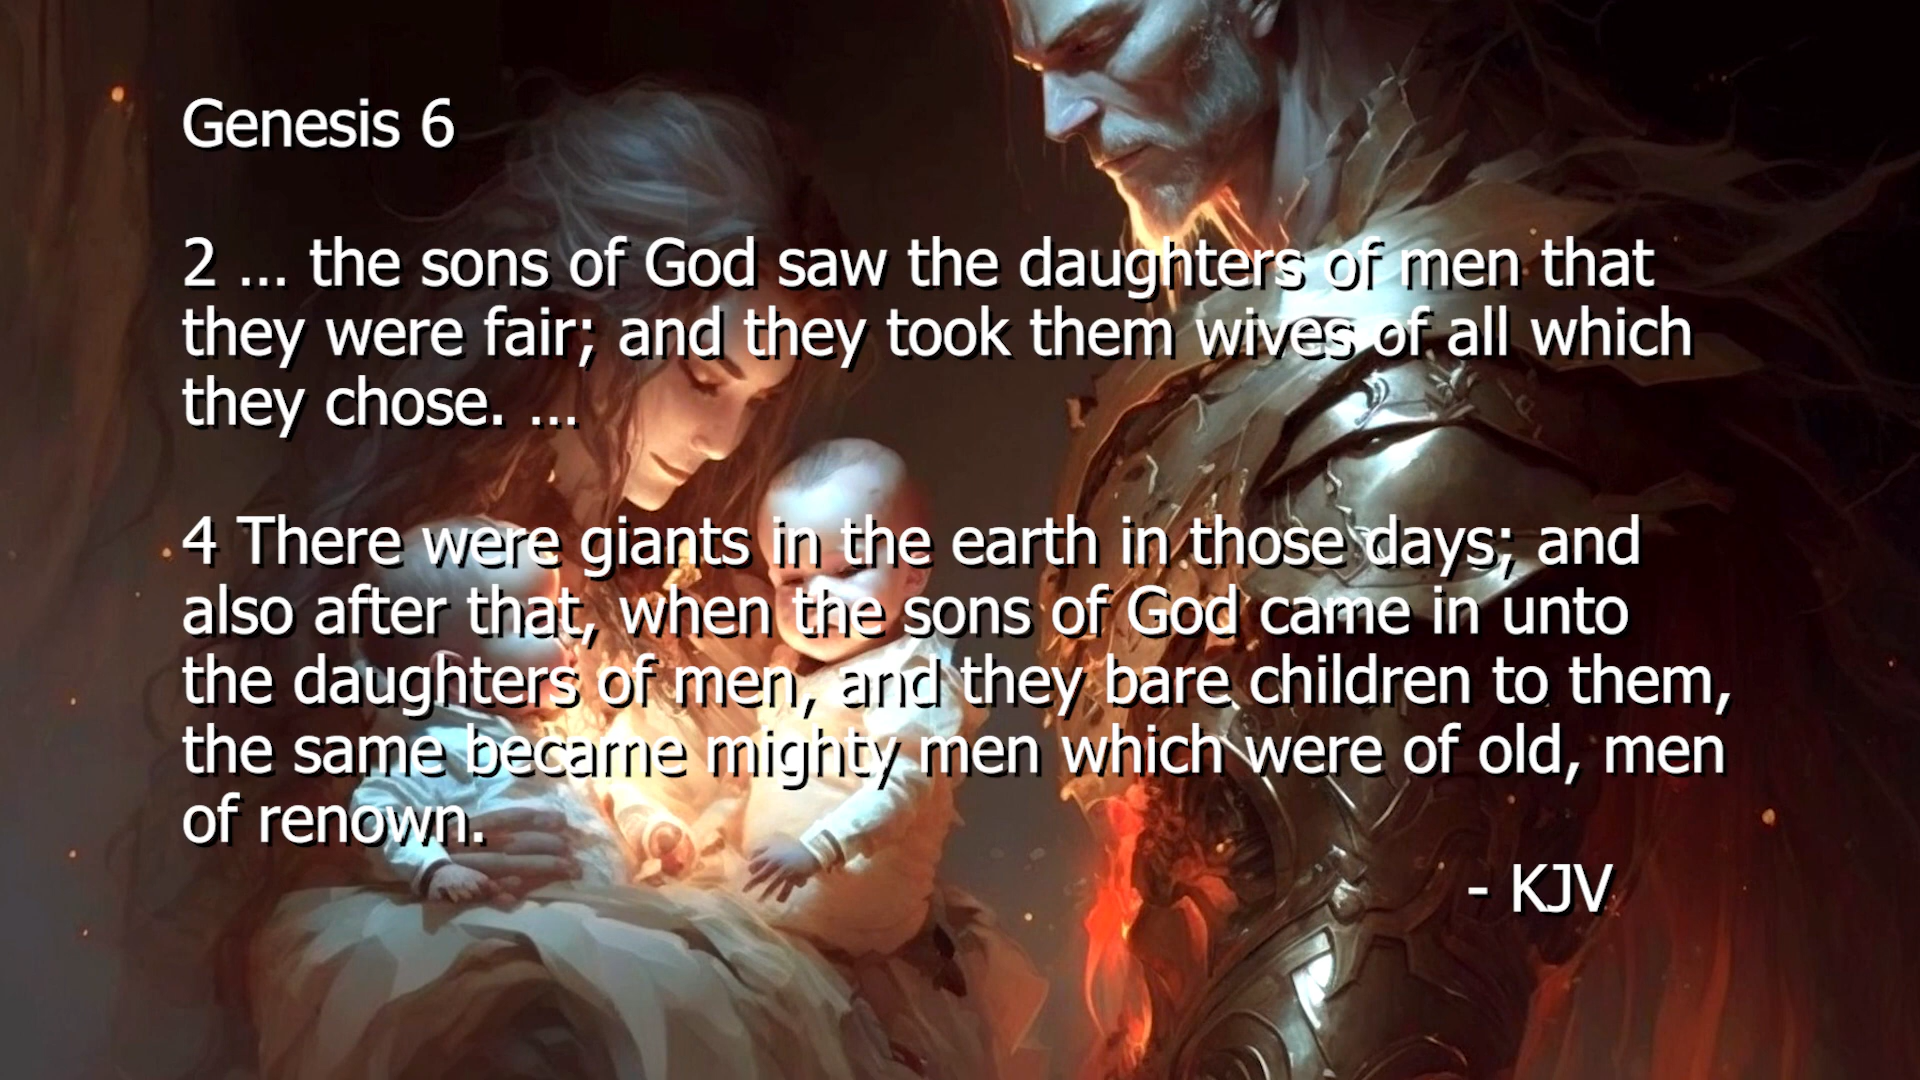 Genesis 6
2 ... the sons of God saw the daughters of men that
they were fair; and they took them wives of all which
they chose. ...
4 There were giants in the earth in those days; and
also after that, when the sons of God came in unto
the daughters of men, and they bare children to them,
the same became mighty men which were of old, men
of renown.
- KJV